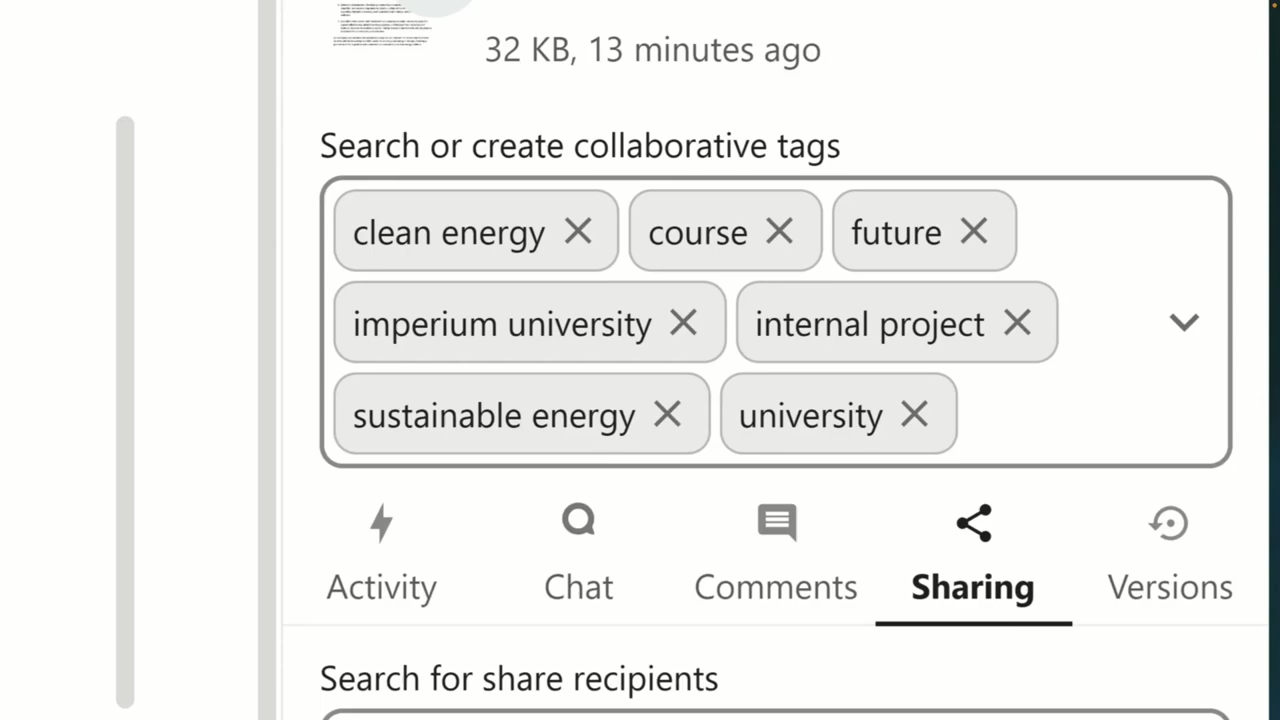 32 KB, 13 minutes ago
Search or create collaborative tags
clean energy course future
imperium university internal project
sustainable energy university
Activity Chat Comments Sharing Versions
Search for share recipients